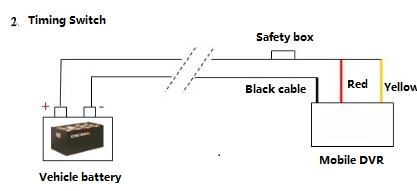 2. Timing Switch
Safety box
Black cable
Red
Yellow
+ -
Mobile DVR
Vehicle battery